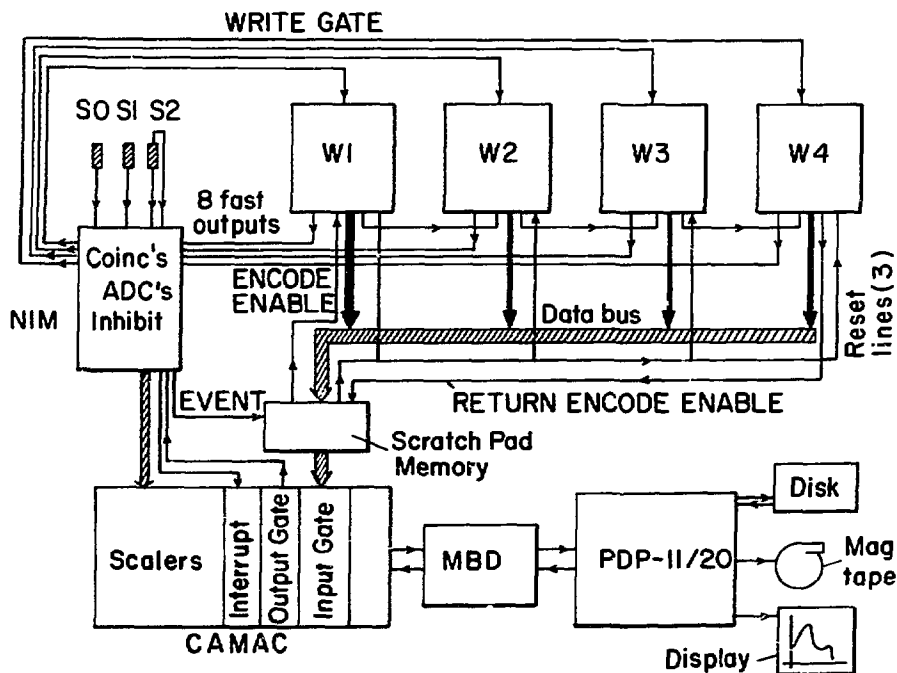 WRITE GATE
S0 S1 S2
W1
W2
W3
W4
8 fast
outputs
Coinc's
ADC's
Inhibit
NIM
ENCODE
ENABLE
Data bus
Reset
lines(3)
EVENT
RETURN ENCODE ENABLE
Scratch Pad
Memory
Scalers
Interrupt
Output Gate
Input Gate
CAMAC
MBD
PDP-11/20
Disk
Mag
tape
Display